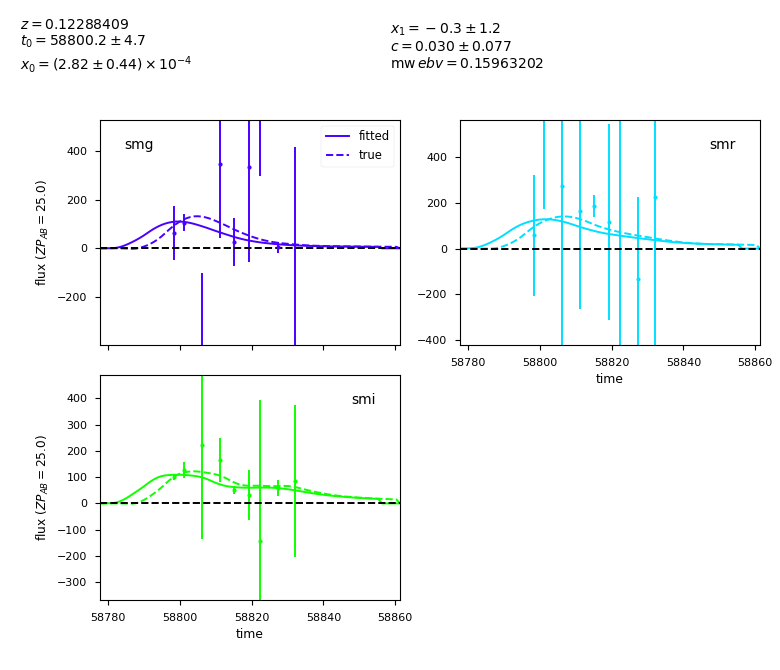 z = 0.12288409
t₀ = 58800.2 ± 4.7
x₀ = (2.82 ± 0.44) × 10⁻⁴
x₁ = −0.3 ± 1.2
c = 0.030 ± 0.077
mw ebv = 0.15963202
smg
fitted
true
400
200
0
−200
flux (ZP_AB = 25.0)
smr
400
200
0
−200
−400
58780 58800 58820 58840 58860
time
smi
400
300
200
100
0
−100
−200
−300
flux (ZP_AB = 25.0)
58780 58800 58820 58840 58860
time